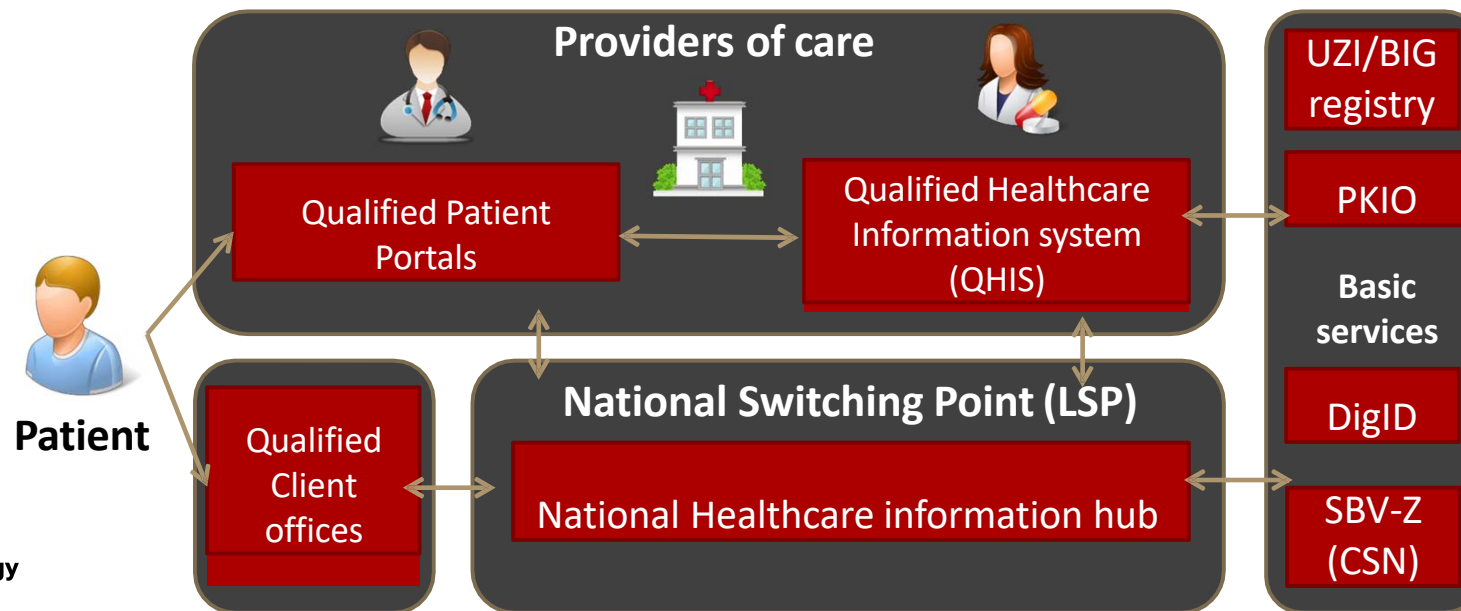 Providers of care
Qualified Patient
Portals
Qualified Healthcare
Information system
(QHIS)
UZI/BIG
registry
PKIO
Basic
services
DigID
SBV-Z
(CSN)
Patient
Qualified
Client
offices
National Switching Point (LSP)
National Healthcare information hub
gy